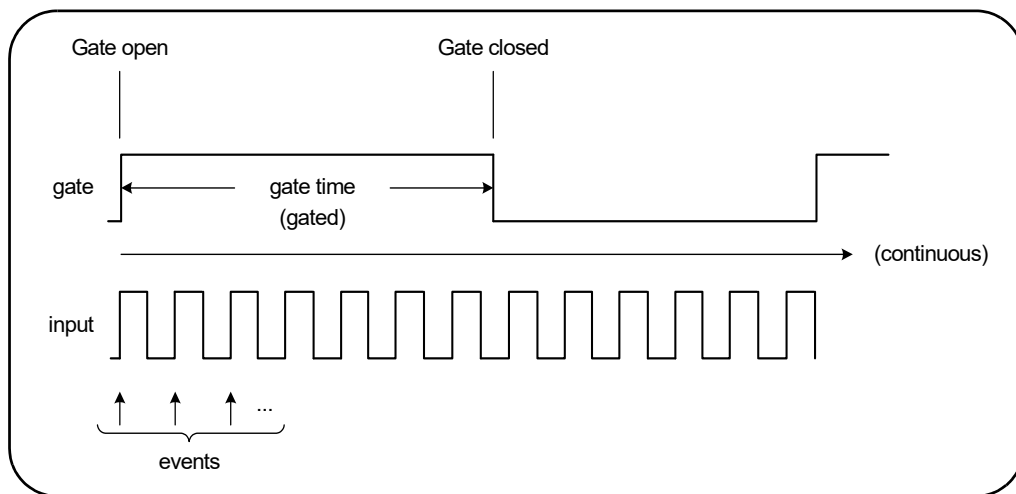 Gate open
Gate closed
gate
gate time
(gated)
(continuous)
input
...
events